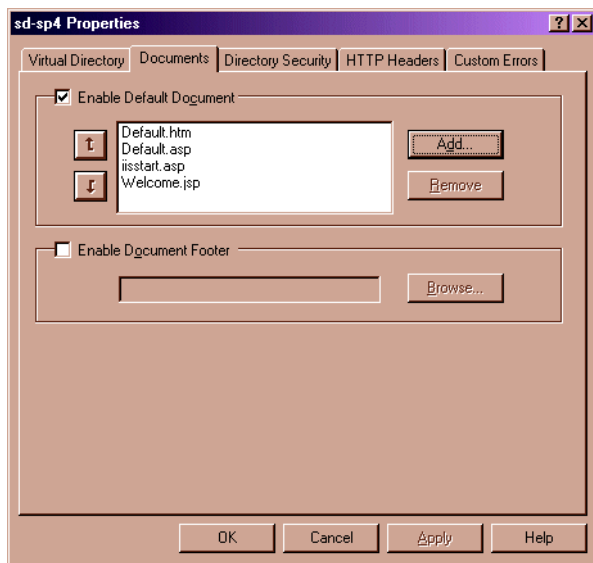 sd-sp4 Properties
Virtual Directory Documents Directory Security HTTP Headers Custom Errors
Enable Default Document
Default.htm
Default.asp
iisstart.asp
Welcome.jsp
Add...
Remove
Enable Document Footer
Browse...
OK Cancel Apply Help